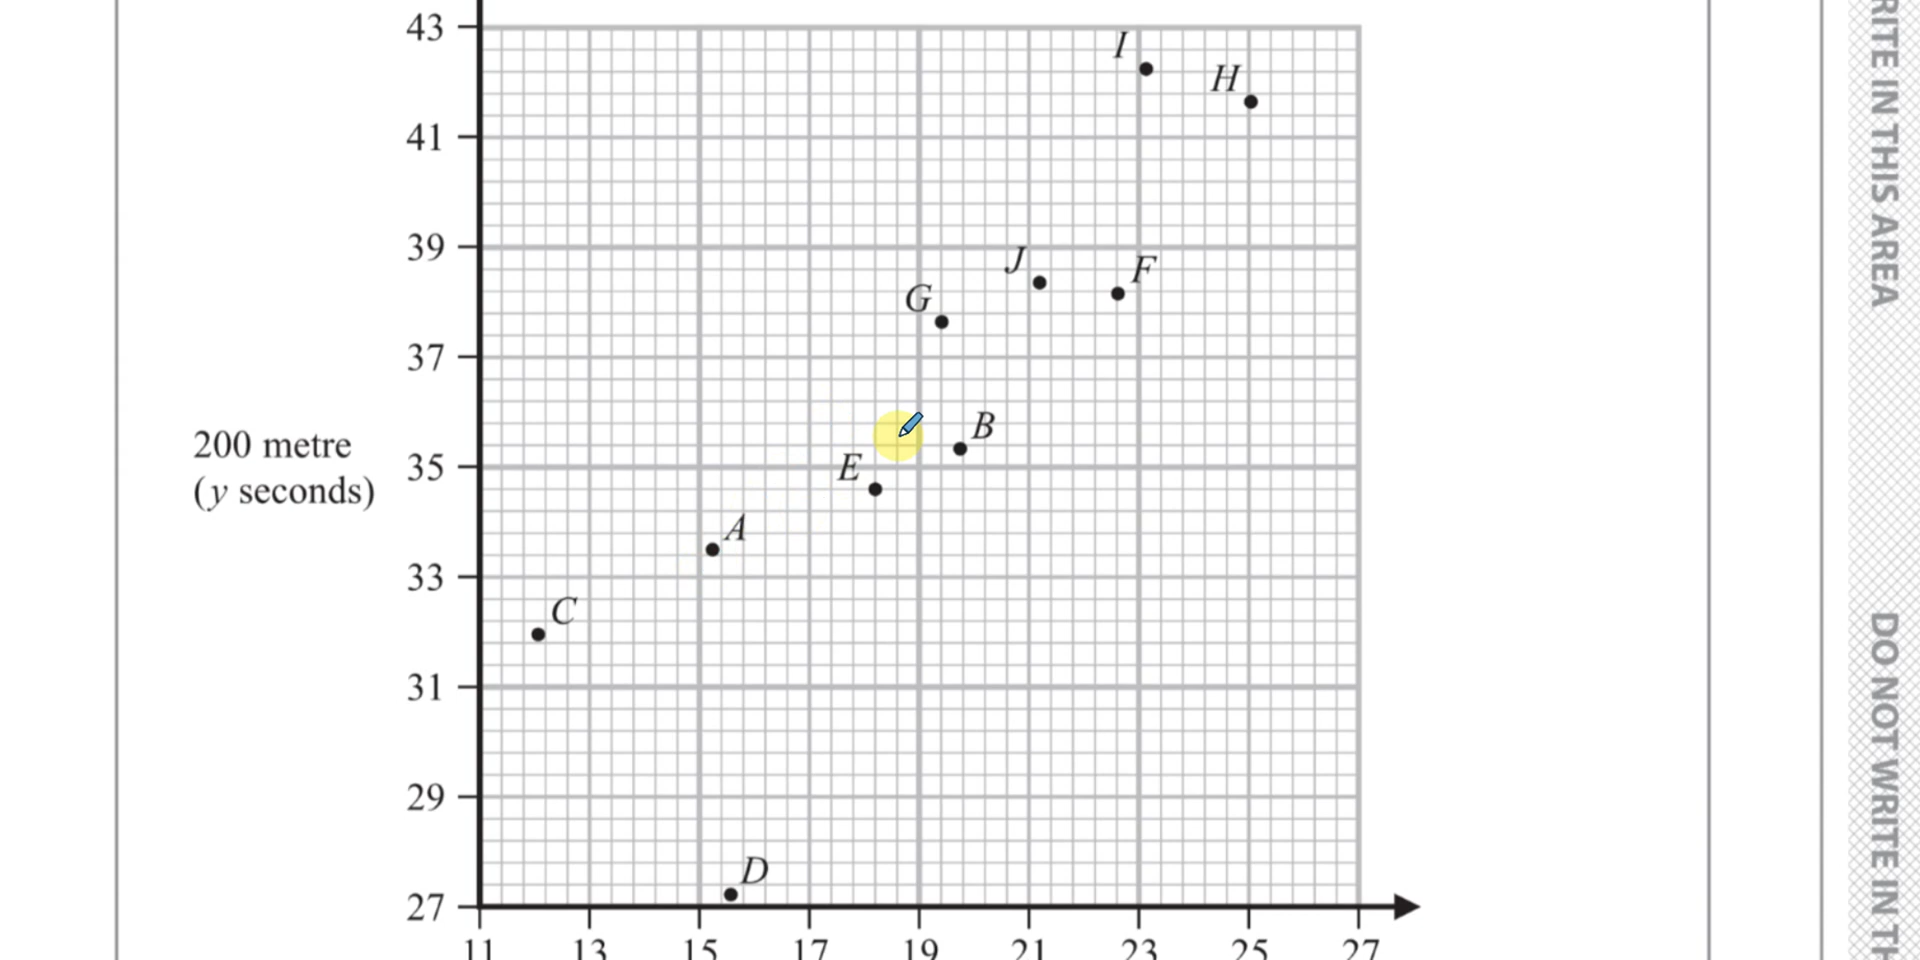 43
I
H
41
39
J
F
G
37
200 metre
(y seconds)
B
35
E
A
33
C
31
29
D
27
11 13 15 17 19 21 23 25 27
RITE IN THIS AREA
DO NOT WRITE IN TH